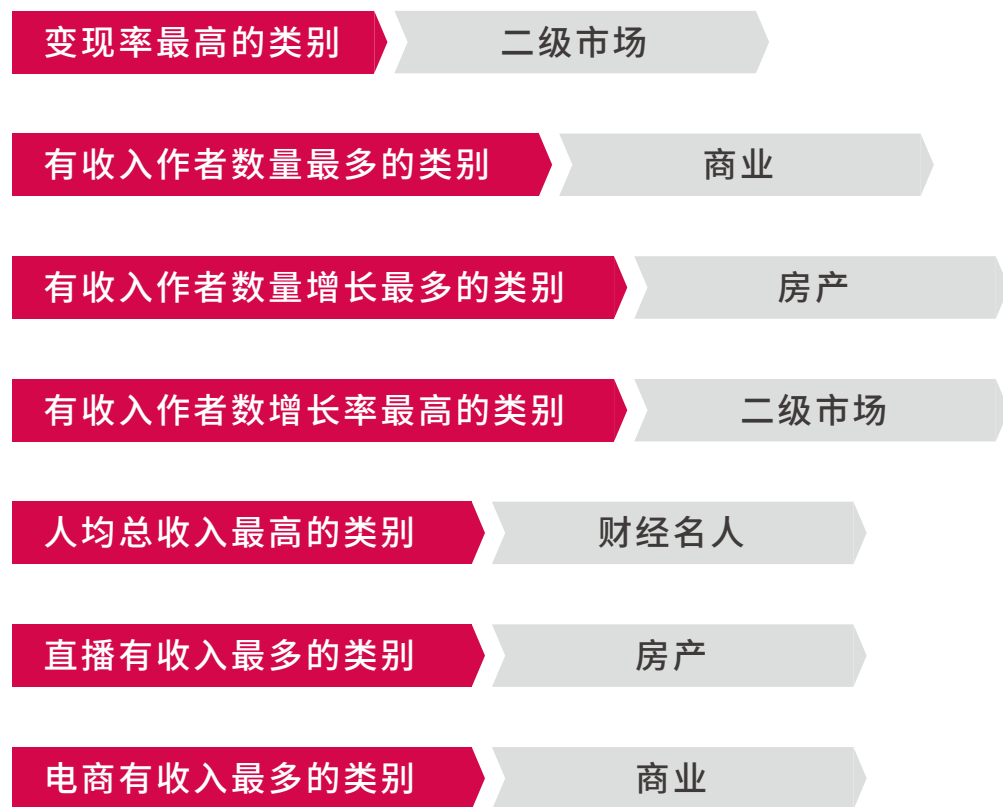 变现率最高的类别 二级市场
有收入作者数量最多的类别 商业
有收入作者数量增长最多的类别 房产
有收入作者数增长率最高的类别 二级市场
人均总收入最高的类别 财经名人
直播有收入最多的类别 房产
电商有收入最多的类别 商业